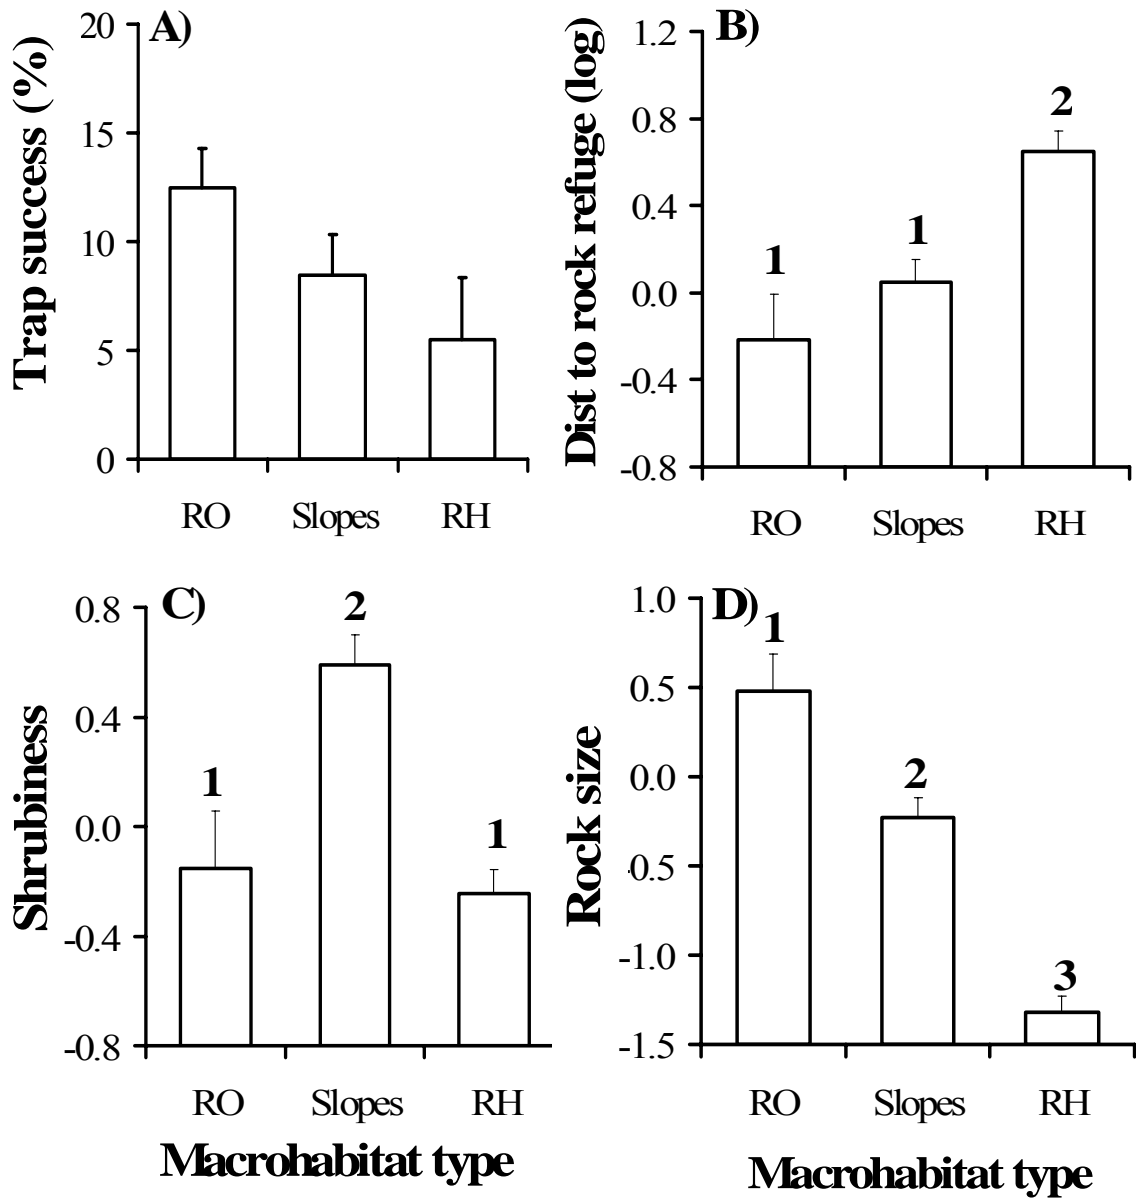 A)
Trap success (%)
20
15
10
5
0
RO Slopes RH
B)
Dist to rock refuge (log)
1.2
0.8
0.4
0.0
-0.4
-0.8
1 1 2
RO Slopes RH
C)
Shrubiness
0.8
0.4
0.0
-0.4
-0.8
1 2 1
RO Slopes RH
Macrohabitat type
D)
Rock size
1.0
0.5
0.0
-0.5
-1.0
-1.5
1 2 3
RO Slopes RH
Macrohabitat type